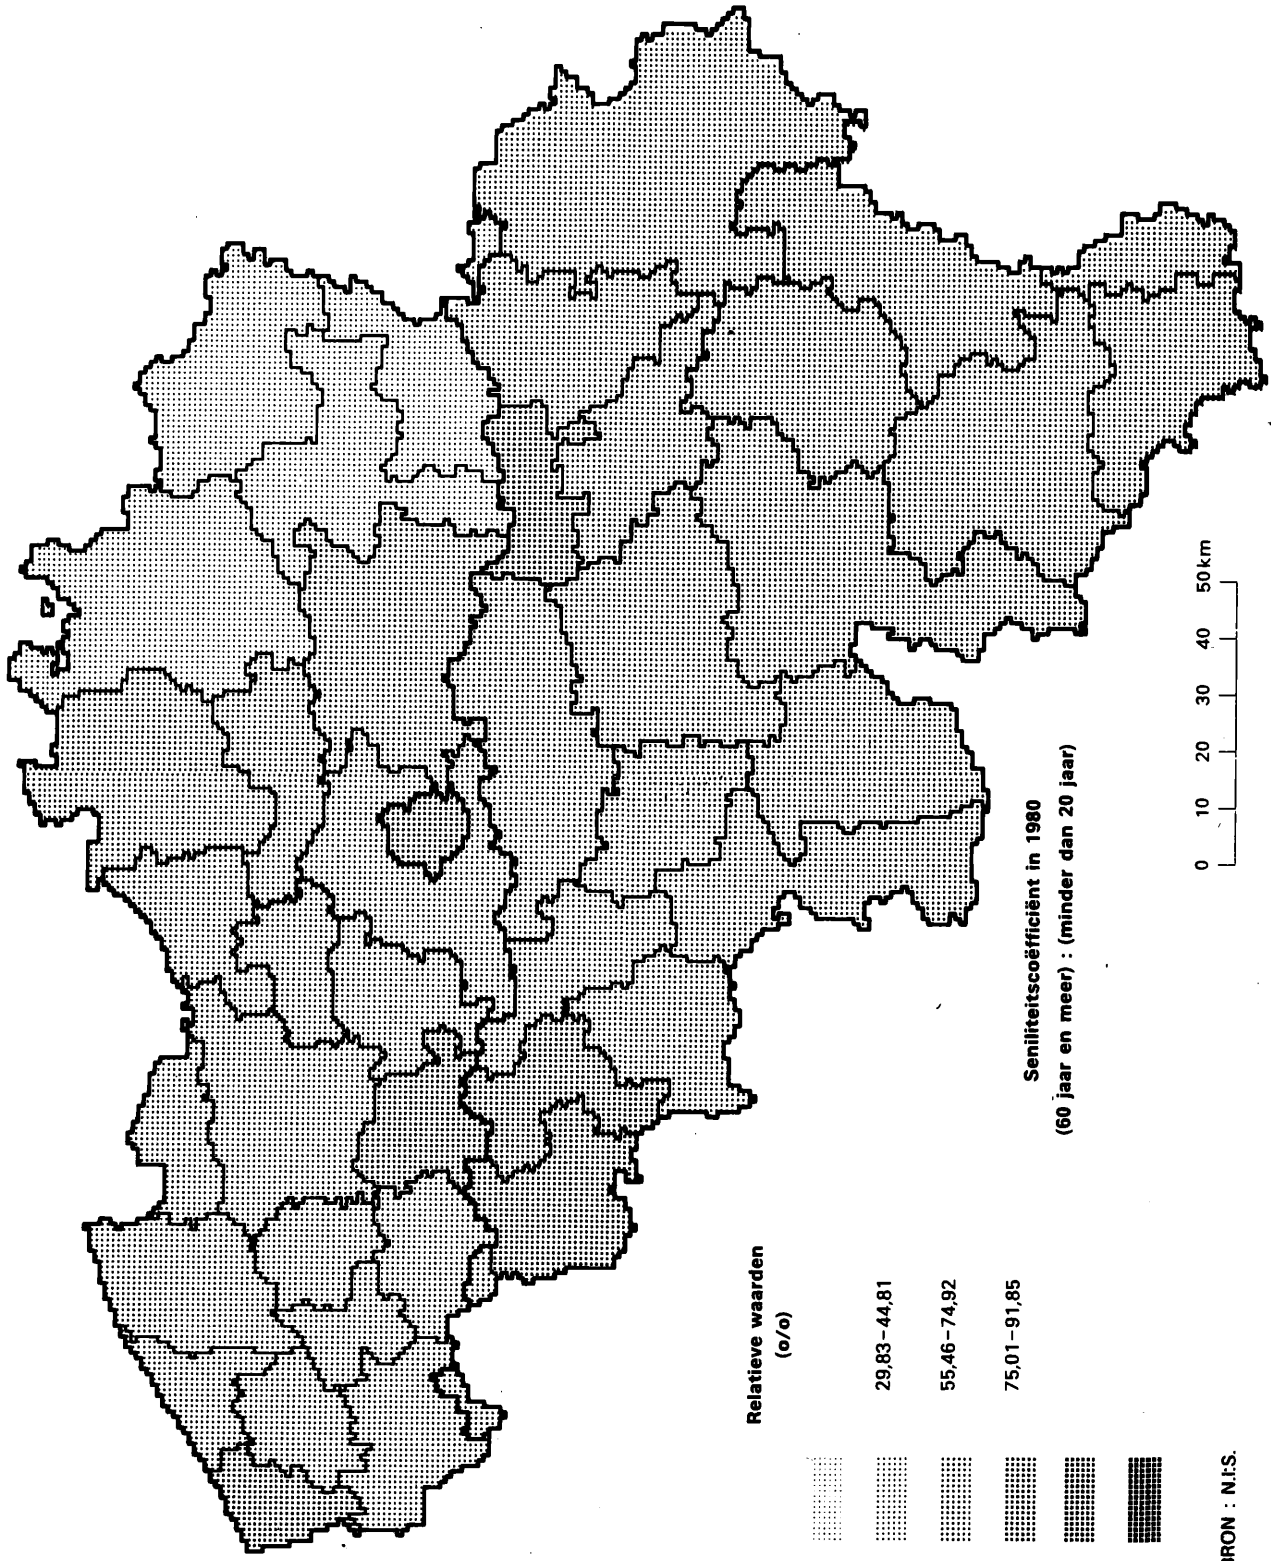 Seniliteitscoëfficiënt in 1980
(60 jaar en meer) : (minder dan 20 jaar)
0 10 20 30 40 50 km
Relatieve waarden
(o/o)
29,83–44,81
55,46–74,92
75,01–91,85
BRON : N.I.S.